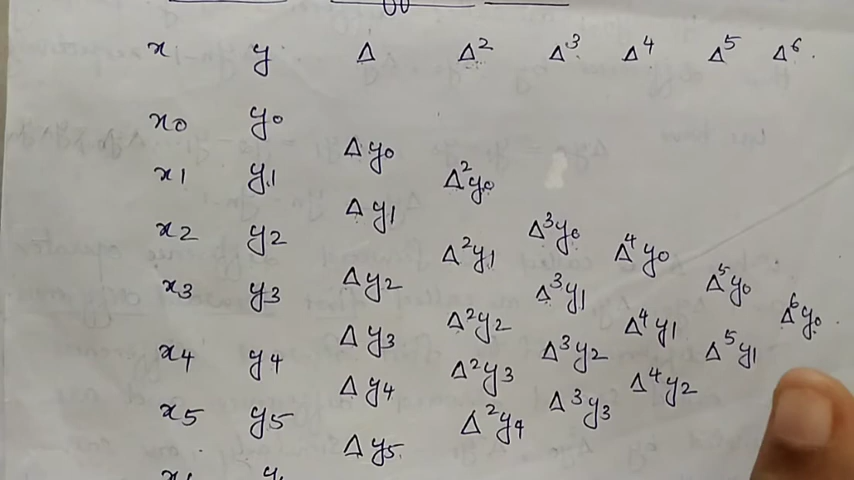 x y Δ Δ² Δ³ Δ⁴ Δ⁵ Δ⁶
x₀ y₀
Δy₀
x₁ y₁ Δ²y₀
Δy₁ Δ³y₀
x₂ y₂ Δ²y₁ Δ⁴y₀
Δy₂ Δ³y₁ Δ⁵y₀
x₃ y₃ Δ²y₂ Δ⁴y₁ Δ⁶y₀
Δy₃ Δ³y₂ Δ⁵y₁
x₄ y₄ Δ²y₃ Δ⁴y₂
Δy₄ Δ³y₃
x₅ y₅ Δ²y₄
Δy₅